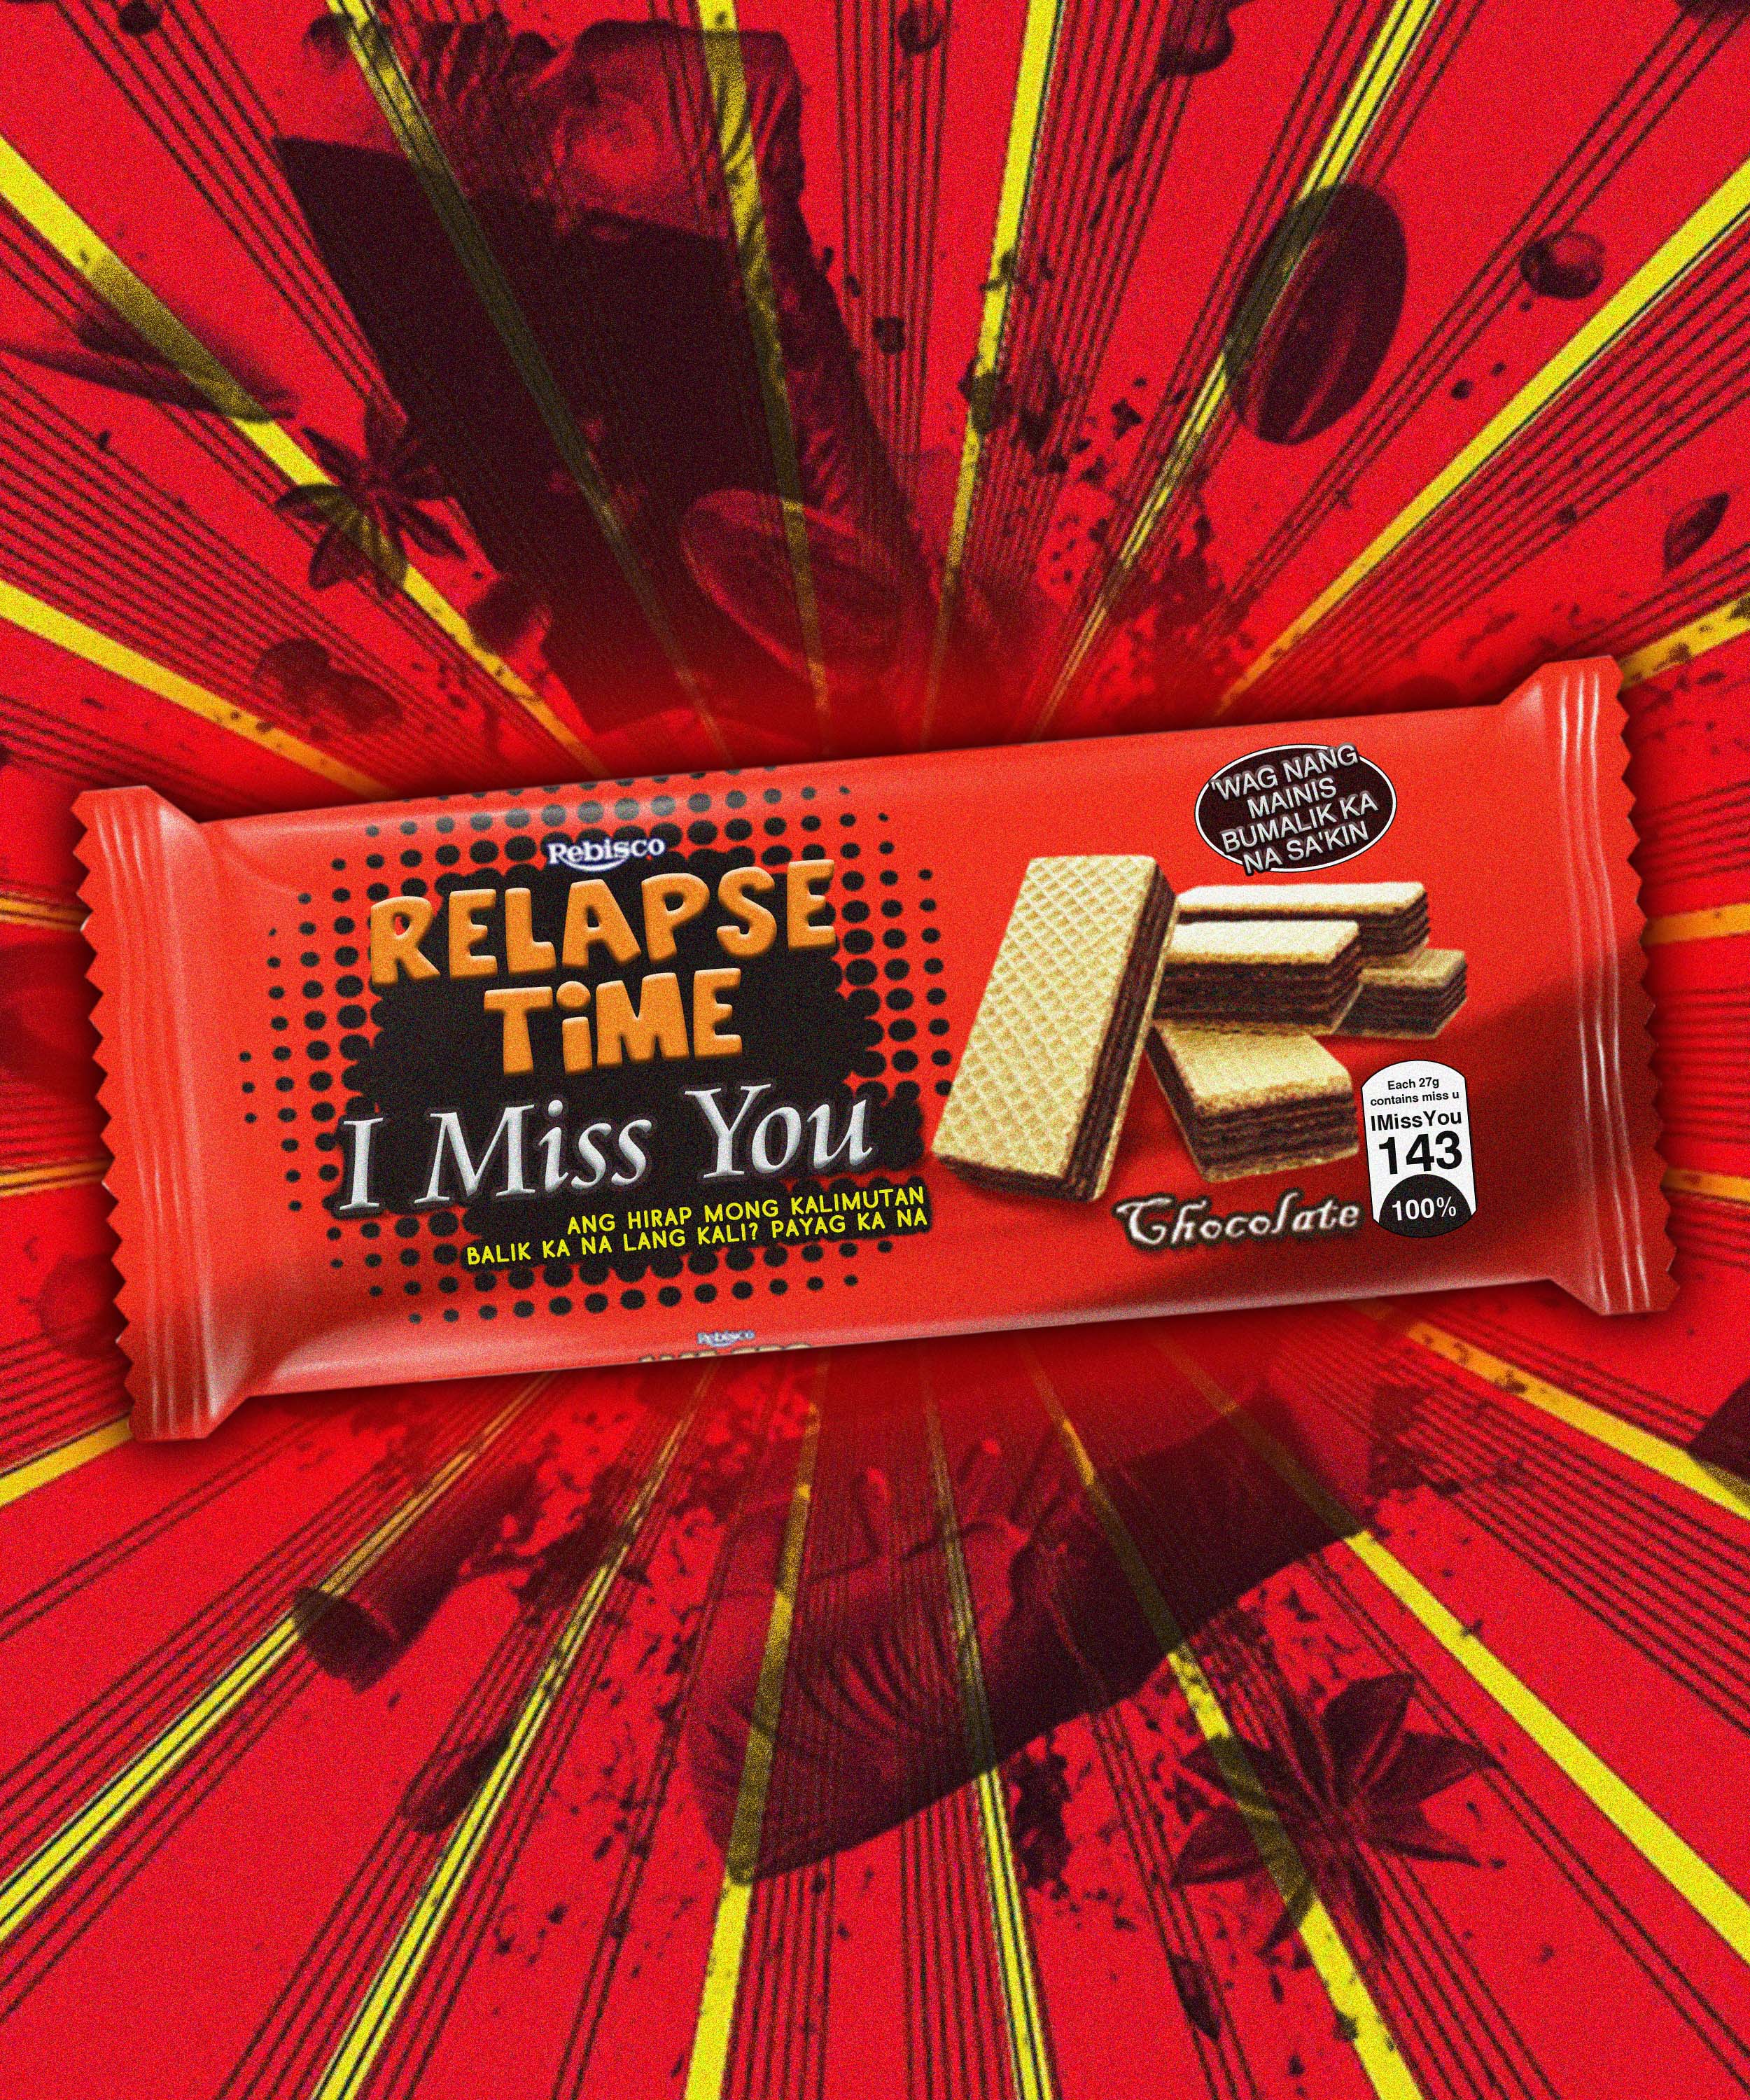 'WAG NANG
MAINIS
BUMALIK KA
NA SA'KIN
Rebisco
RELAPSE
TiME
I Miss You
ANG HIRAP MONG KALIMUTAN
BALIK KA NA LANG KALI? PAYAG KA NA
Chocolate
Each 27g
contains miss u
IMissYou
143
100%
Rebisco